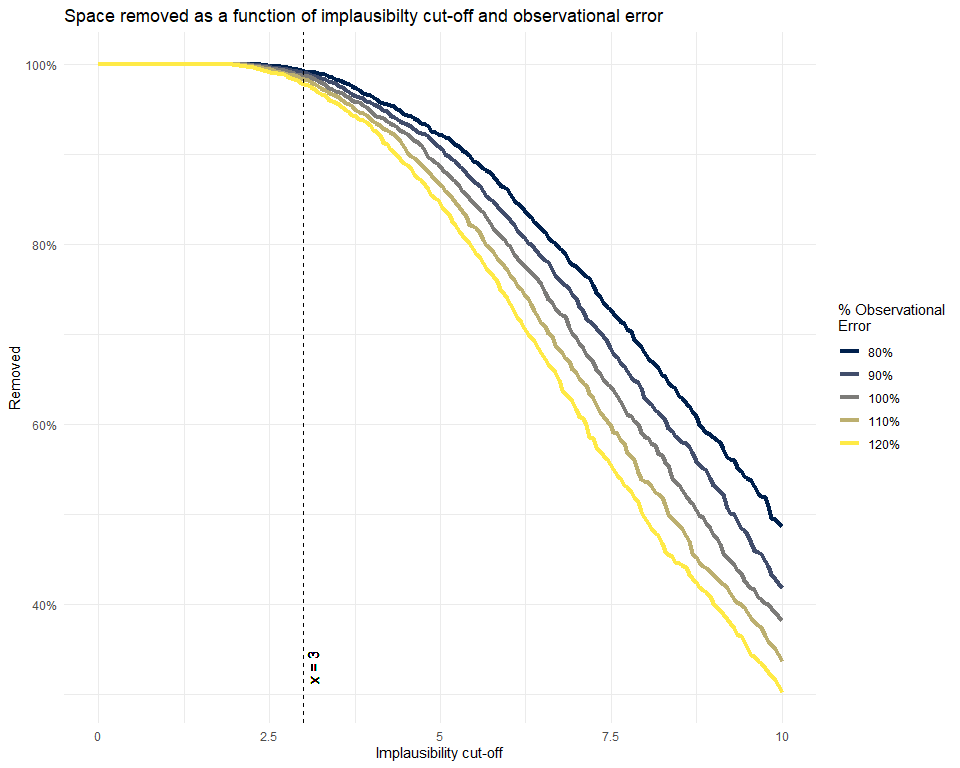 Space removed as a function of implausibilty cut-off and observational error
100%
80%
60%
40%
Removed
x = 3
0
2.5
5
7.5
10
Implausibility cut-off
% Observational
Error
80%
90%
100%
110%
120%